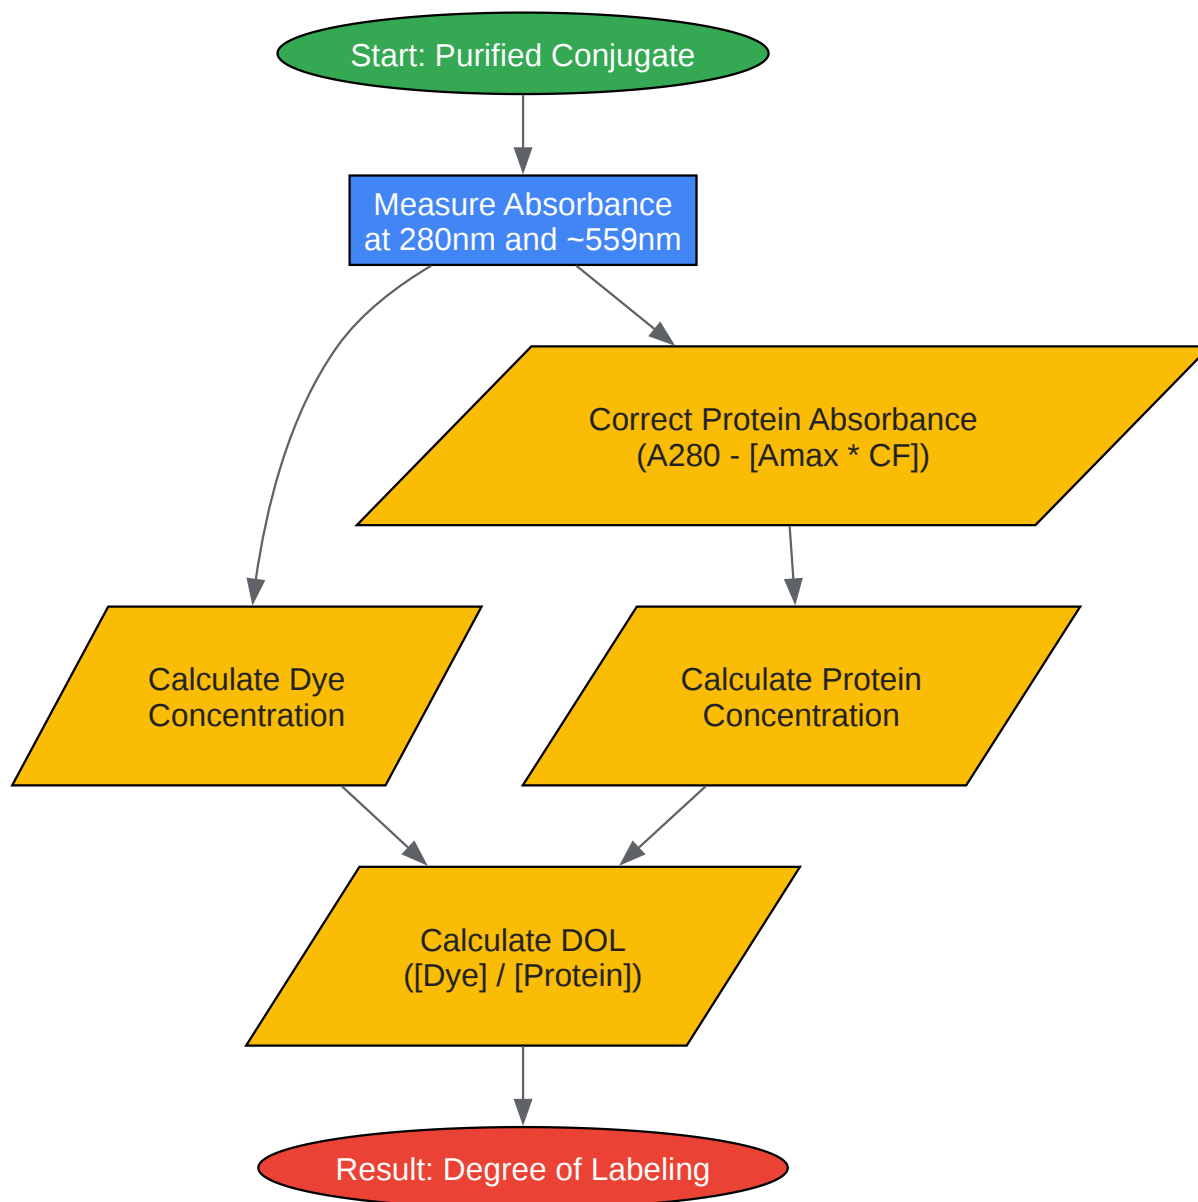 Start: Purified Conjugate
Measure Absorbance
at 280nm and ~559nm
Correct Protein Absorbance
(A280 - [Amax * CF])
Calculate Dye
Concentration
Calculate Protein
Concentration
Calculate DOL
([Dye] / [Protein])
Result: Degree of Labeling